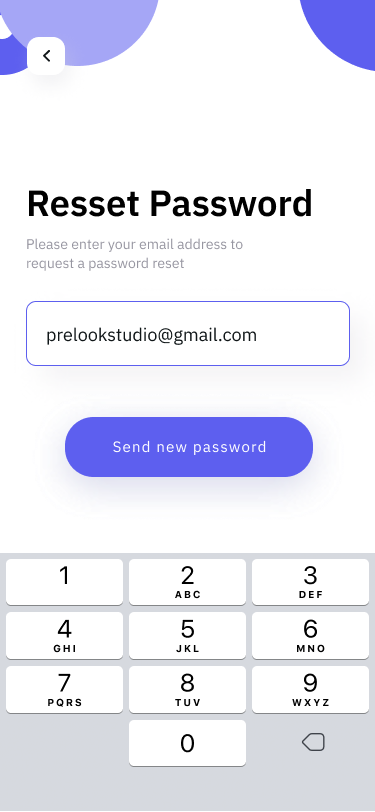 Resset Password
Please enter your email address to
request a password reset
prelookstudio@gmail.com
Send new password
1 2 3
ABC DEF
4 5 6
GHI JKL MNO
7 8 9
PQRS TUV WXYZ
0